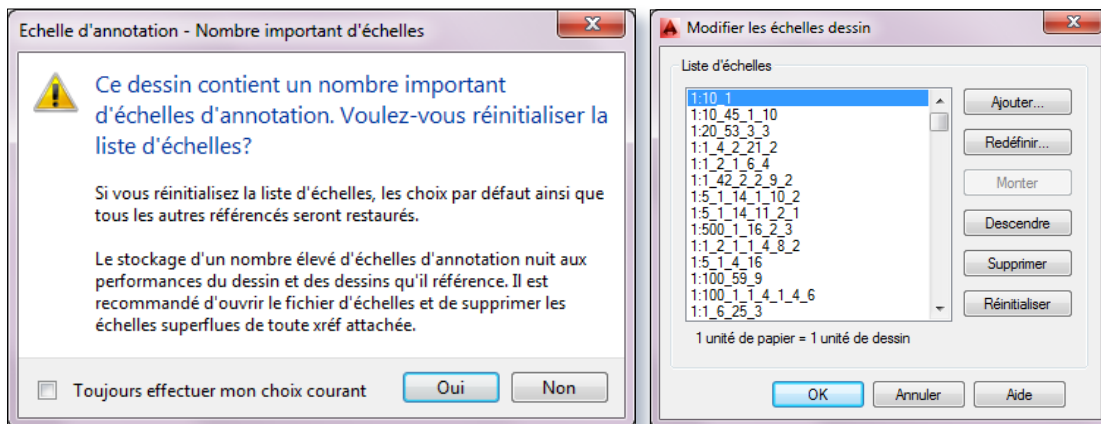 Echelle d'annotation - Nombre important d'échelles
Ce dessin contient un nombre important
d'échelles d'annotation. Voulez-vous réinitialiser la
liste d'échelles?
Si vous réinitialisez la liste d'échelles, les choix par défaut ainsi que
tous les autres référencés seront restaurés.
Le stockage d'un nombre élevé d'échelles d'annotation nuit aux
performances du dessin et des dessins qu'il référence. Il est
recommandé d'ouvrir le fichier d'échelles et de supprimer les
échelles superflues de toute xréf attachée.
Toujours effectuer mon choix courant
Oui
Non
Modifier les échelles dessin
Liste d'échelles
1:10_1
1:10_45_1_10
1:20_53_3_3
1:1_4_2_21_2
1:1_2_1_6_4
1:1_42_2_2_9_2
1:5_1_14_1_10_2
1:5_1_14_11_2_1
1:500_1_16_2_3
1:1_2_1_1_4_8_2
1:5_1_4_16
1:100_59_9
1:100_1_1_4_1_4_6
1:1_6_25_3
Ajouter...
Redéfinir...
Monter
Descendre
Supprimer
Réinitialiser
1 unité de papier = 1 unité de dessin
OK
Annuler
Aide